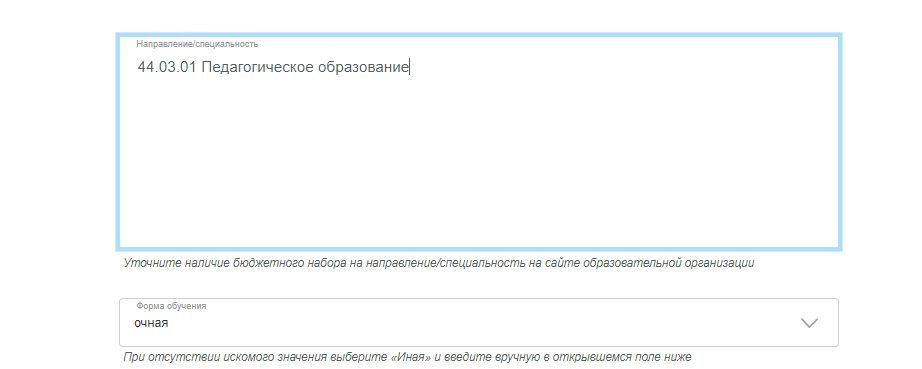 Направление/специальность
44.03.01 Педагогическое образование
Уточните наличие бюджетного набора на направление/специальность на сайте образовательной организации
Форма обучения
очная
При отсутствии искомого значения выберите «Иная» и введите вручную в открывшемся поле ниже